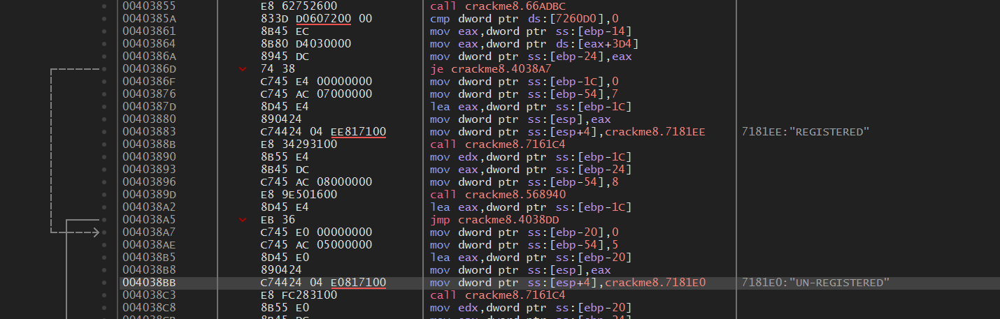 00403855 E8 62752600 call crackme8.66ADBC
0040385A 833D D0607200 00 cmp dword ptr ds:[7260D0],0
00403861 8B45 EC mov eax,dword ptr ss:[ebp-14]
00403864 8B80 D4030000 mov eax,dword ptr ds:[eax+3D4]
0040386A 8945 DC mov dword ptr ss:[ebp-24],eax
0040386D 74 38 je crackme8.4038A7
0040386F C745 E4 00000000 mov dword ptr ss:[ebp-1C],0
00403876 C745 AC 07000000 mov dword ptr ss:[ebp-54],7
0040387D 8D45 E4 lea eax,dword ptr ss:[ebp-1C]
00403880 890424 mov dword ptr ss:[esp],eax
00403883 C74424 04 EE817100 mov dword ptr ss:[esp+4],crackme8.7181EE 7181EE:"REGISTERED"
0040388B E8 34293100 call crackme8.7161C4
00403890 8B55 E4 mov edx,dword ptr ss:[ebp-1C]
00403893 8B45 DC mov eax,dword ptr ss:[ebp-24]
00403896 C745 AC 08000000 mov dword ptr ss:[ebp-54],8
0040389D E8 9E501600 call crackme8.568940
004038A2 8D45 E4 lea eax,dword ptr ss:[ebp-1C]
004038A5 EB 36 jmp crackme8.4038DD
004038A7 C745 E0 00000000 mov dword ptr ss:[ebp-20],0
004038AE C745 AC 05000000 mov dword ptr ss:[ebp-54],5
004038B5 8D45 E0 lea eax,dword ptr ss:[ebp-20]
004038B8 890424 mov dword ptr ss:[esp],eax
004038BB C74424 04 E0817100 mov dword ptr ss:[esp+4],crackme8.7181E0 7181E0:"UN-REGISTERED"
004038C3 E8 FC283100 call crackme8.7161C4
004038C8 8B55 E0 mov edx,dword ptr ss:[ebp-20]